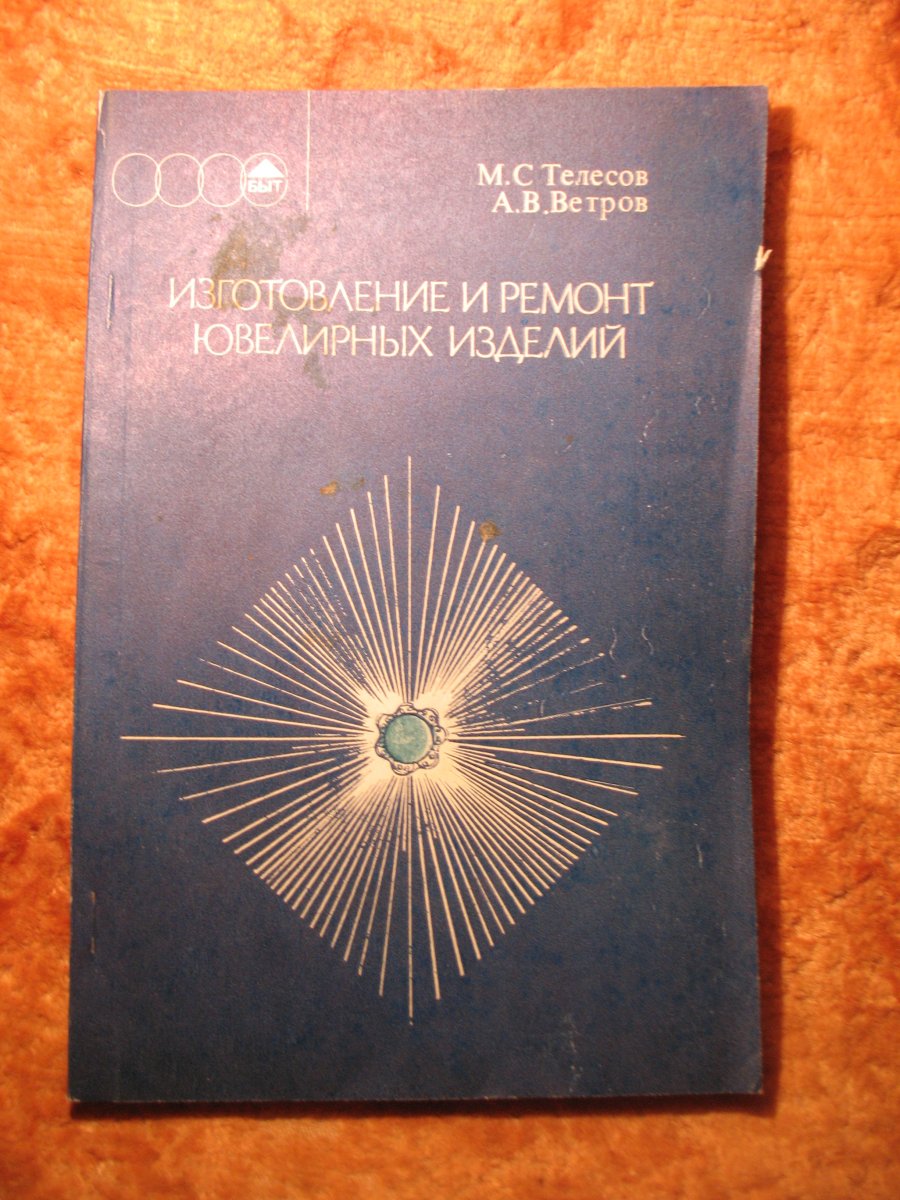 БЫТ
М.С Телесов
А.В.Ветров
ИЗГОТОВЛЕНИЕ И РЕМОНТ
ЮВЕЛИРНЫХ ИЗДЕЛИЙ